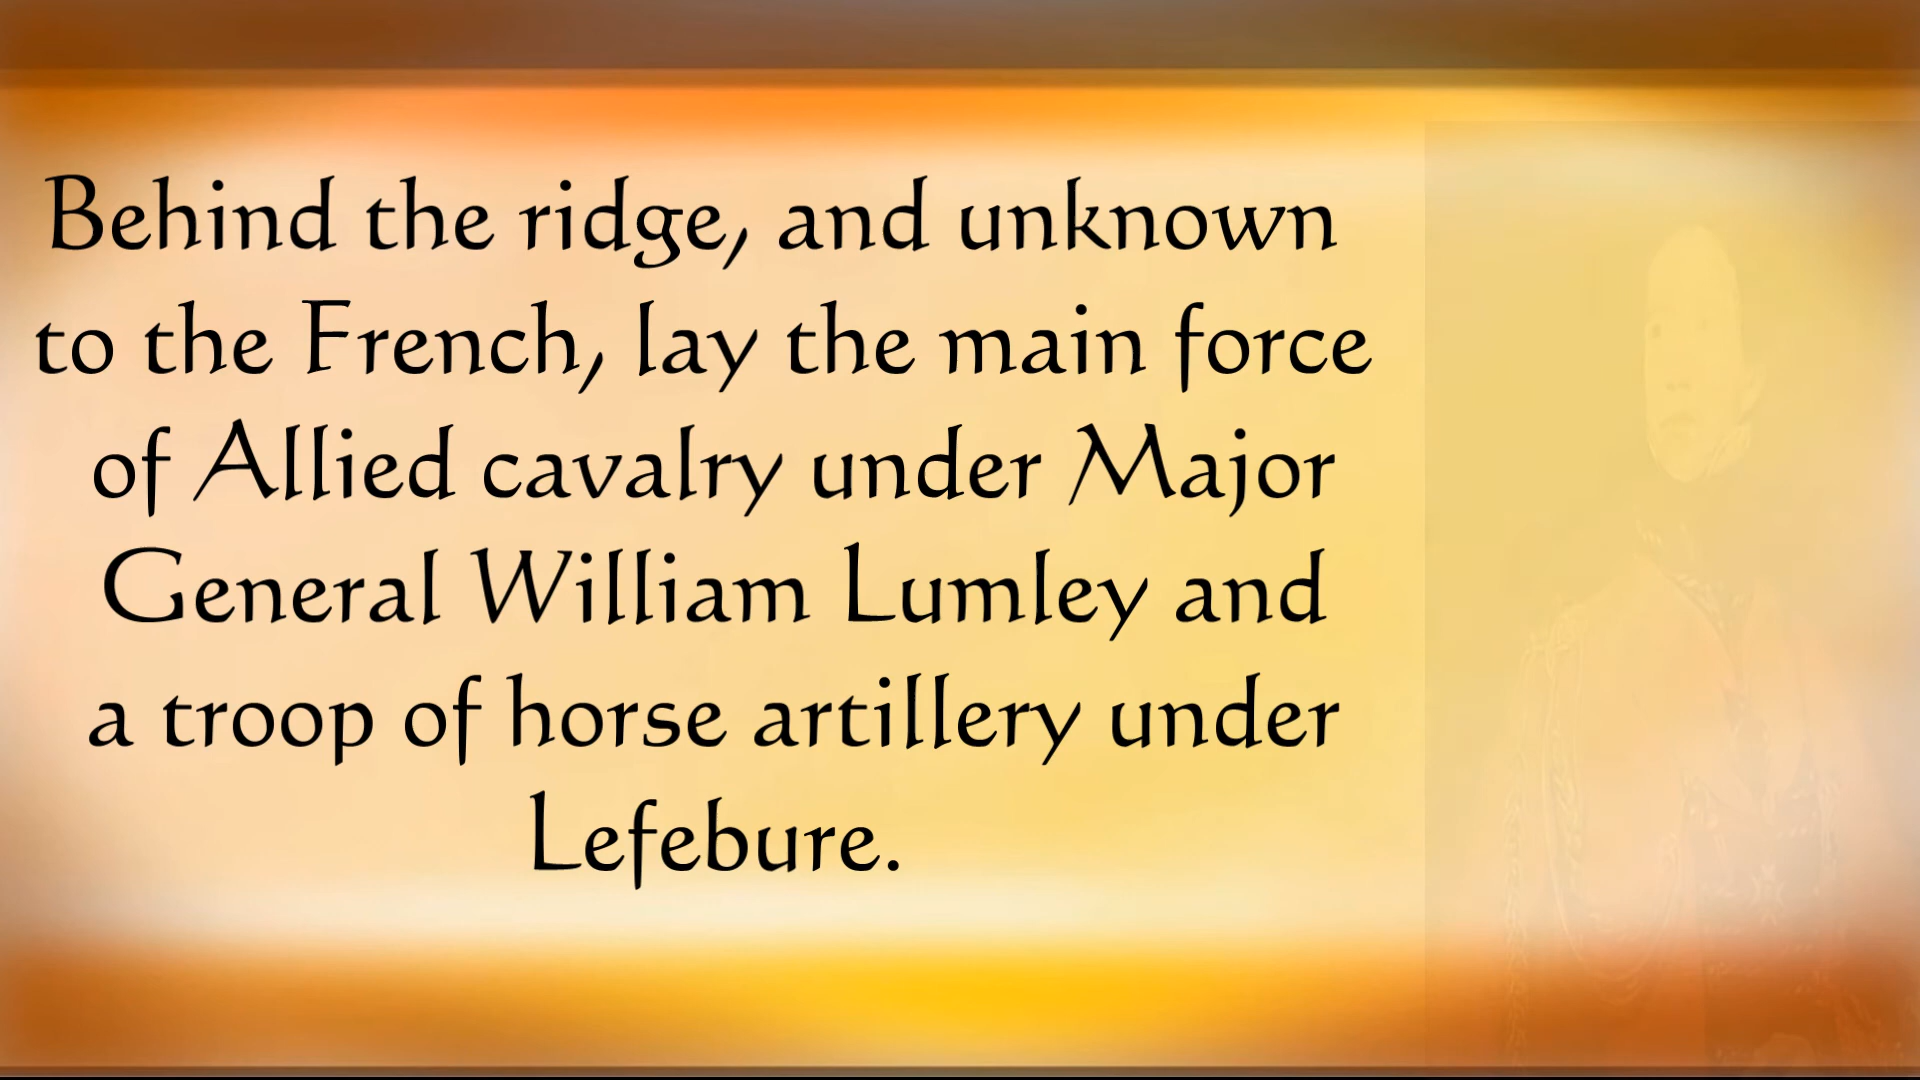 Behind the ridge, and unknown
to the French, lay the main force
of Allied cavalry under Major
General William Lumley and
a troop of horse artillery under
Lefebure.